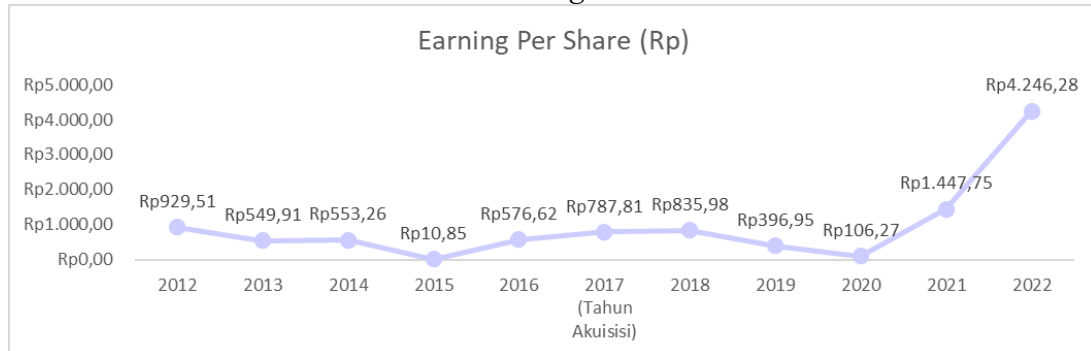 Earning Per Share (Rp)
Rp5.000,00
Rp4.000,00
Rp3.000,00
Rp2.000,00
Rp1.000,00
Rp0,00
Rp929,51
Rp549,91
Rp553,26
Rp10,85
Rp576,62
Rp787,81
Rp835,98
Rp396,95
Rp106,27
Rp1.447,75
Rp4.246,28
2012 2013 2014 2015 2016 2017 2018 2019 2020 2021 2022
(Tahun
Akuisisi)